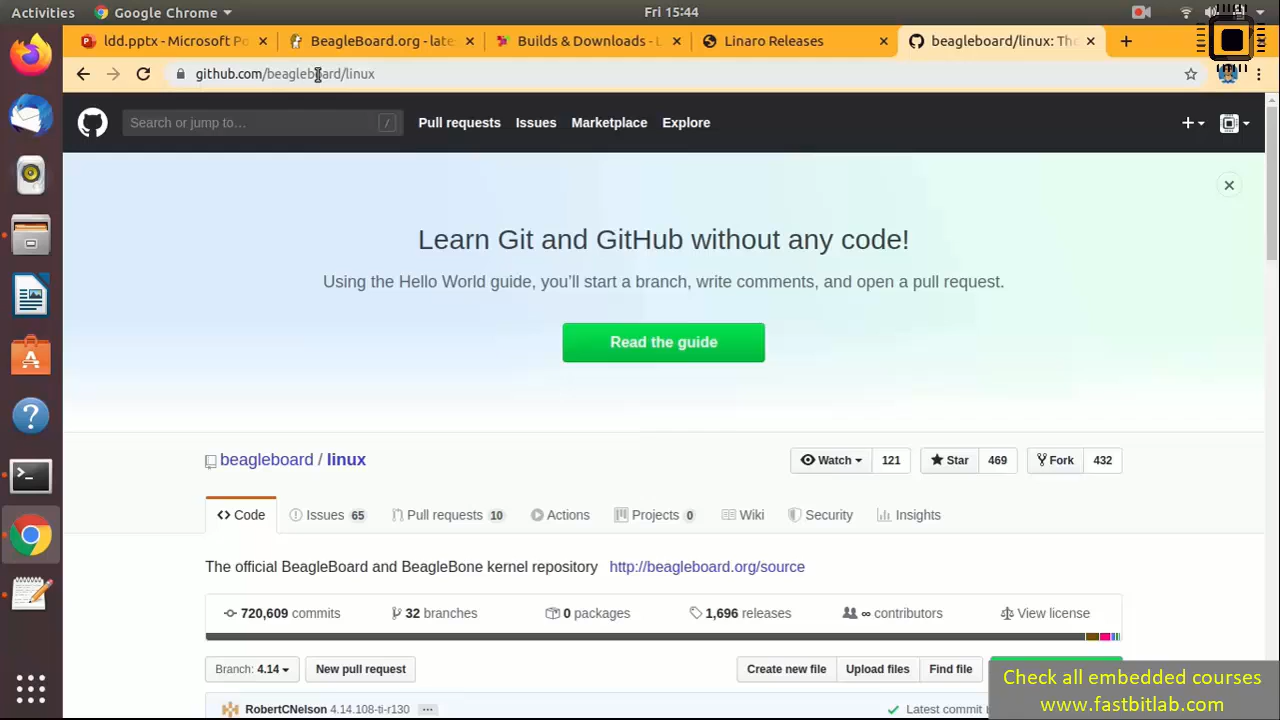 Activities Google Chrome Fri 15:44
ldd.pptx - Microsoft Po BeagleBoard.org - late Builds & Downloads - L Linaro Releases beagleboard/linux: The
github.com/beagleboard/linux
Search or jump to… / Pull requests Issues Marketplace Explore
Learn Git and GitHub without any code!
Using the Hello World guide, you’ll start a branch, write comments, and open a pull request.
Read the guide
beagleboard / linux Watch 121 Star 469 Fork 432
Code Issues 65 Pull requests 10 Actions Projects 0 Wiki Security Insights
The official BeagleBoard and BeagleBone kernel repository http://beagleboard.org/source
720,609 commits 32 branches 0 packages 1,696 releases ∞ contributors View license
Branch: 4.14 New pull request Create new file Upload files Find file
RobertCNelson 4.14.108-ti-r130 ... Latest commit
Check all embedded courses
www.fastbitlab.com